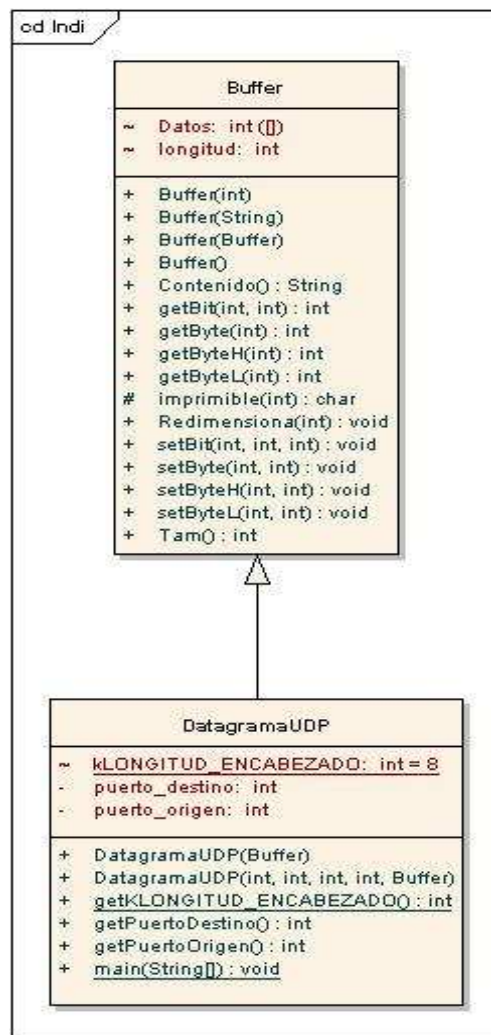 cd Indi
Buffer
~ Datos: int ([])
~ longitud: int
+ Buffer(int)
+ Buffer(String)
+ Buffer(Buffer)
+ Buffer()
+ Contenido() : String
+ getBit(int, int) : int
+ getByte(int) : int
+ getByteH(int) : int
+ getByteL(int) : int
# imprimible(int) : char
+ Redimensiona(int) : void
+ setBit(int, int, int) : void
+ setByte(int, int) : void
+ setByteH(int, int) : void
+ setByteL(int, int) : void
+ Tam() : int
DatagramaUDP
~ kLONGITUD_ENCABEZADO: int = 8
- puerto_destino: int
- puerto_origen: int
+ DatagramaUDP(Buffer)
+ DatagramaUDP(int, int, int, int, Buffer)
+ getKLONGITUD_ENCABEZADO() : int
+ getPuertoDestino() : int
+ getPuertoOrigen() : int
+ main(String[]) : void